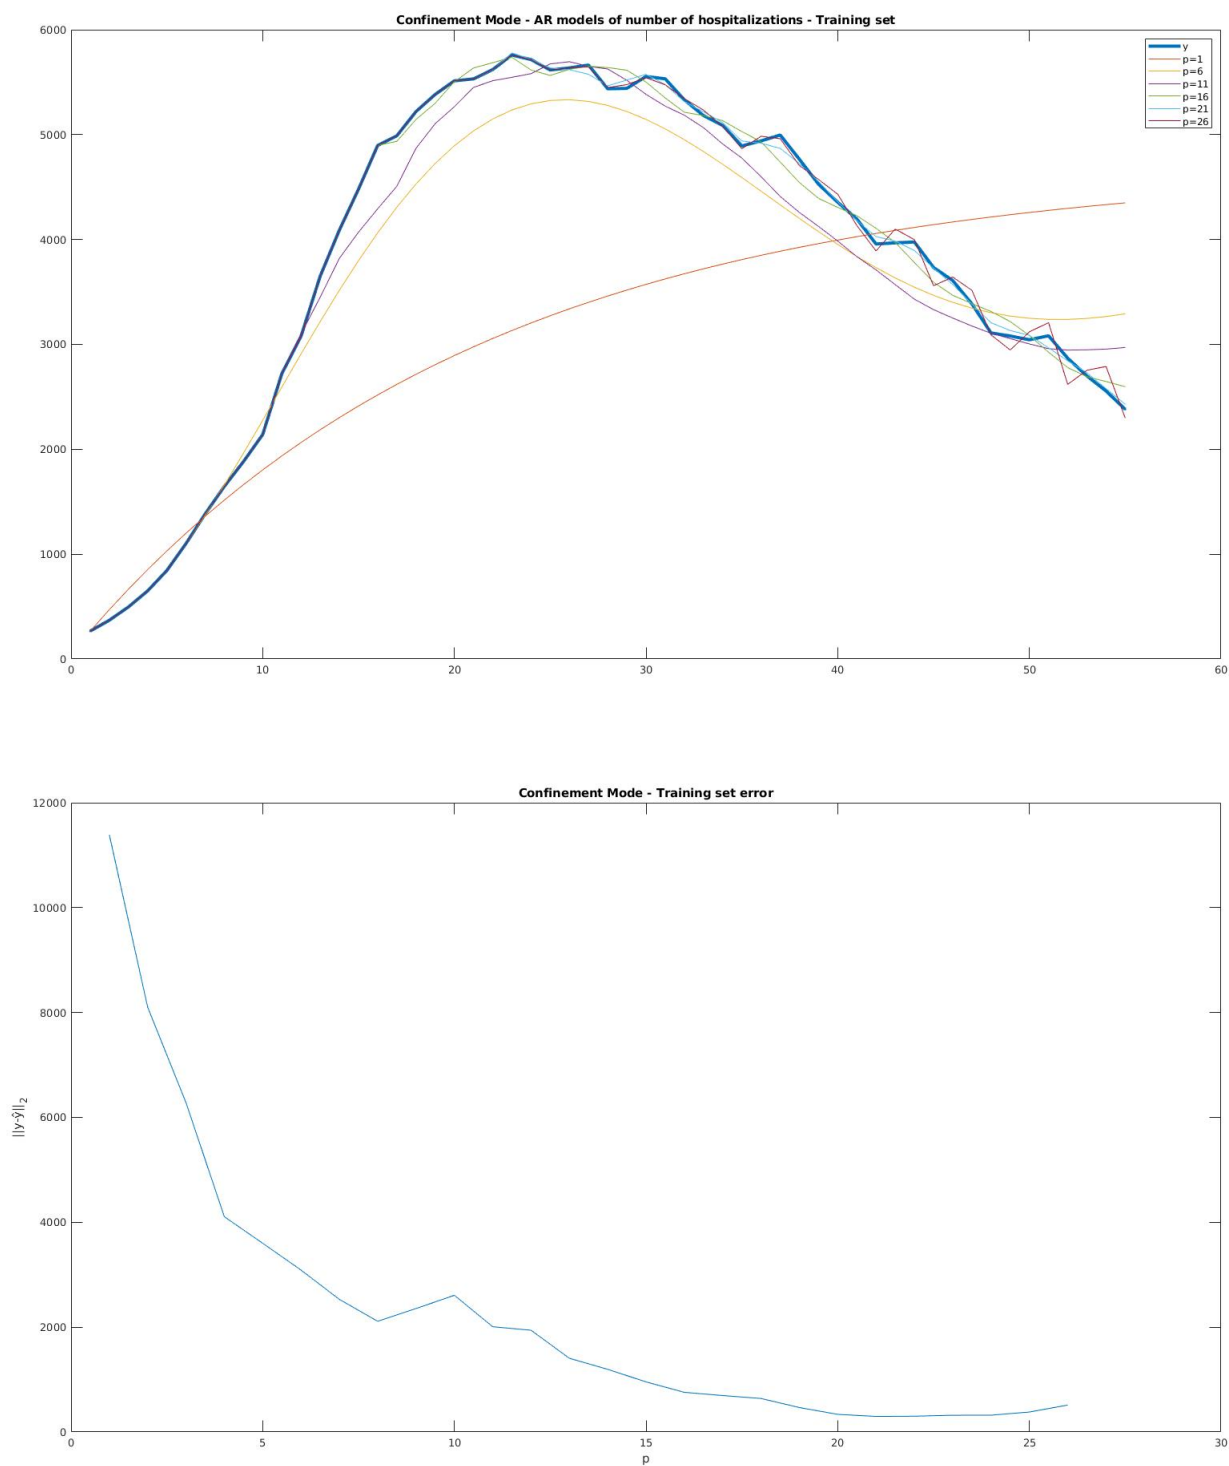 Confinement Mode - AR models of number of hospitalizations - Training set
6000
5000
4000
3000
2000
1000
0
0 10 20 30 40 50 60
y
p=1
p=6
p=11
p=16
p=21
p=26
Confinement Mode - Training set error
12000
10000
8000
6000
4000
2000
0
||y-ŷ||₂
0 5 10 15 20 25 30
p